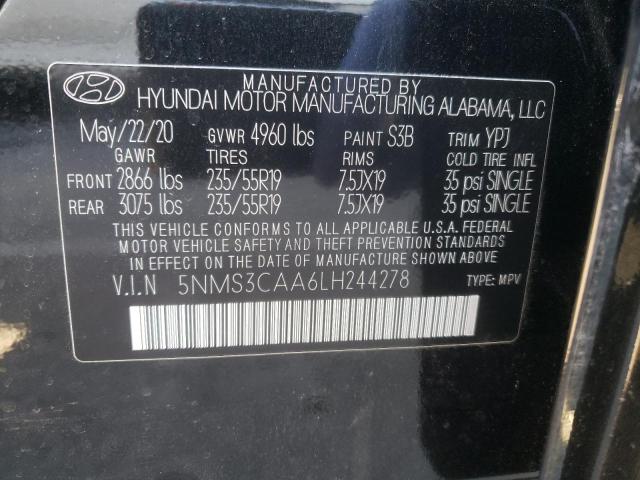 MANUFACTURED BY
HYUNDAI MOTOR MANUFACTURING ALABAMA, LLC
May/22/20 GVWR 4960 lbs PAINT S3B TRIM YPJ
GAWR TIRES RIMS COLD TIRE INFL
FRONT 2866 lbs 235/55R19 7.5JX19 35 psi SINGLE
REAR 3075 lbs 235/55R19 7.5JX19 35 psi SINGLE
THIS VEHICLE CONFORMS TO ALL APPLICABLE U.S.A. FEDERAL
MOTOR VEHICLE SAFETY AND THEFT PREVENTION STANDARDS
IN EFFECT ON THE DATE OF MANUFACTURE SHOWN ABOVE
V.I.N 5NMS3CAA6LH244278 TYPE: MPV